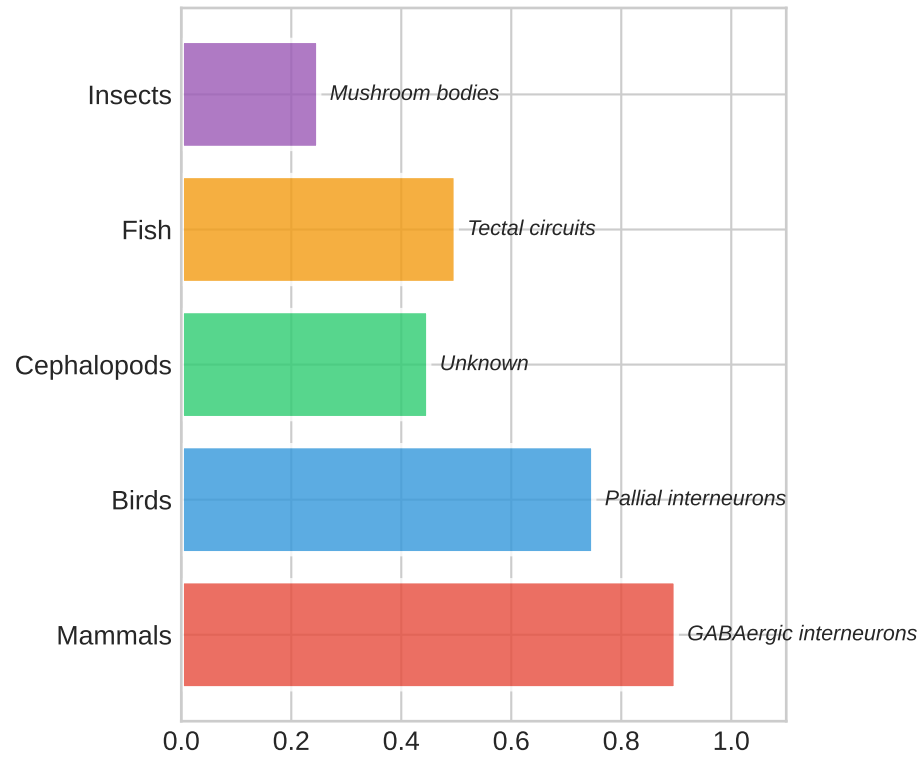 Insects
Mushroom bodies
Fish
Tectal circuits
Cephalopods
Unknown
Birds
Pallial interneurons
Mammals
GABAergic interneurons
0.0 0.2 0.4 0.6 0.8 1.0